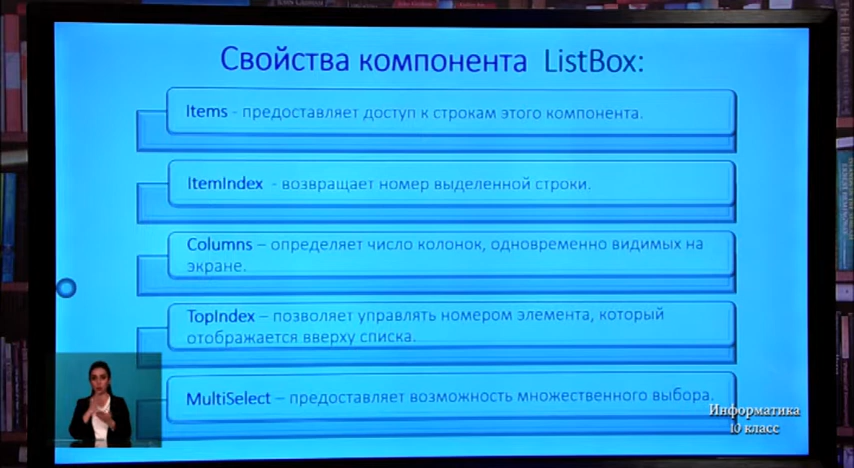 Свойства компонента ListBox:
Items - предоставляет доступ к строкам этого компонента.
ItemIndex - возвращает номер выделенной строки.
Columns – определяет число колонок, одновременно видимых на
экране.
TopIndex – позволяет управлять номером элемента, который
отображается вверху списка.
MultiSelect – предоставляет возможность множественного выбора.
Информатика
10 класс